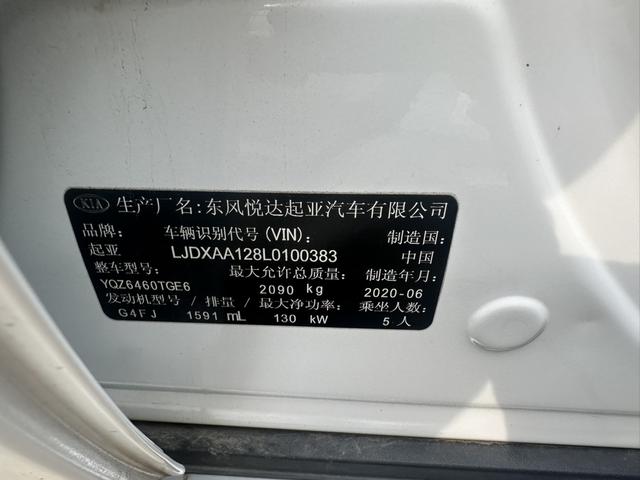 KIA 生产厂名:东风悦达起亚汽车有限公司
品牌: 车辆识别代号(VIN): 制造国:
起亚 LJDXAA128L0100383 中国
整车型号: 最大允许总质量: 制造年月:
YQZ6460TGE6 2090 kg 2020-06
发动机型号/排量/最大净功率: 乘坐人数:
G4FJ 1591 mL 130 kW 5 人